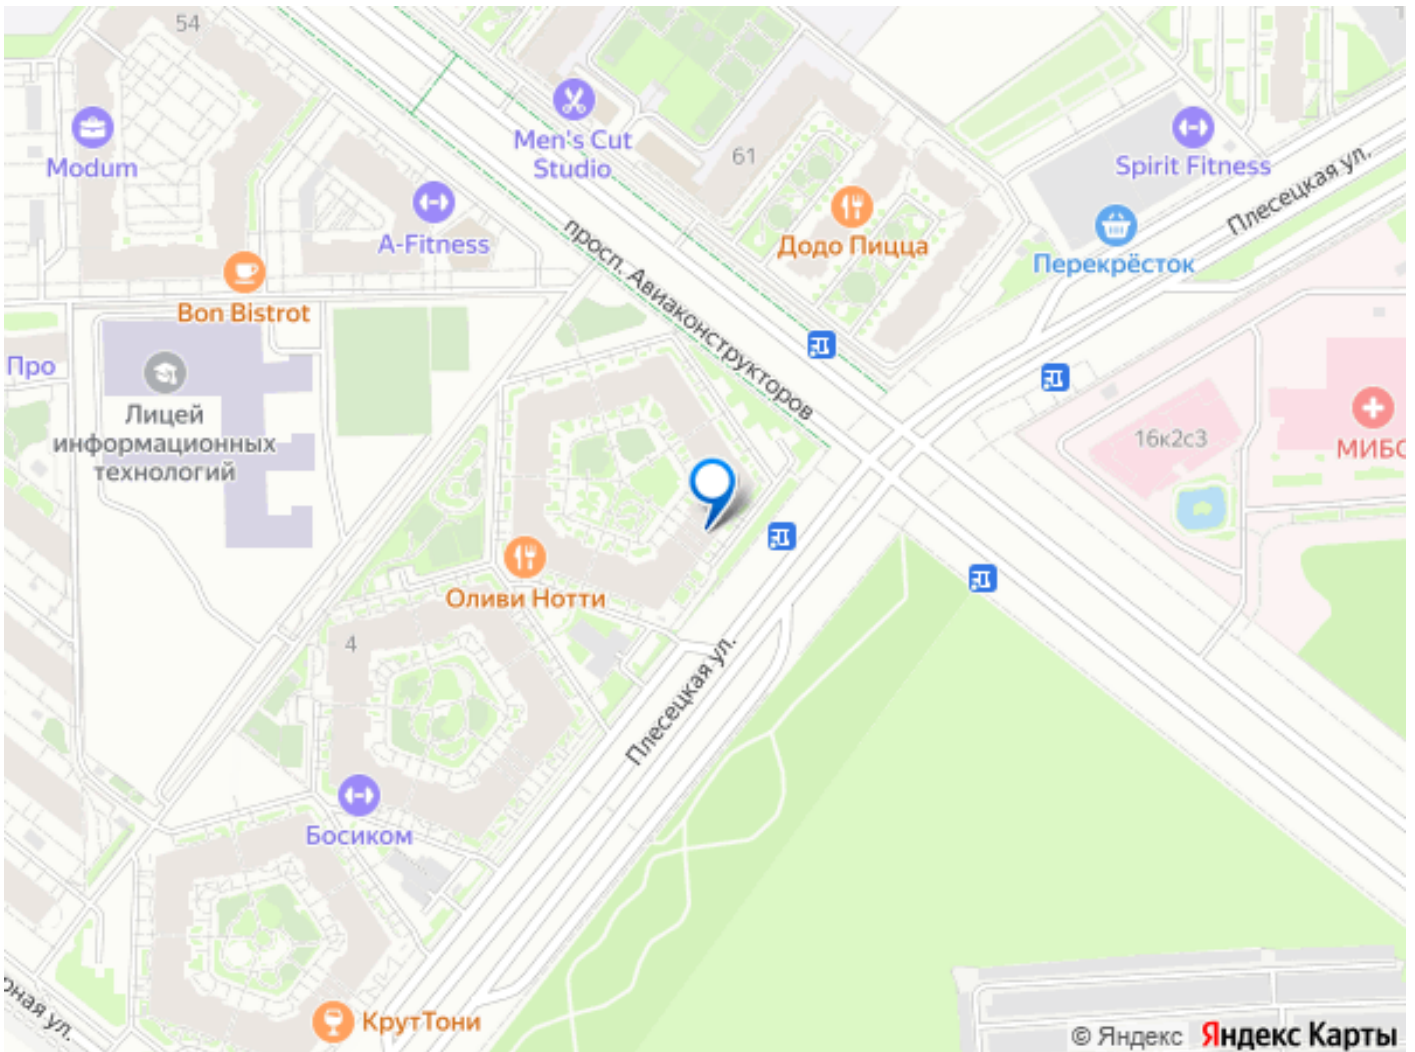 54
Men's Cut
Studio
Modum
61
Spirit Fitness
Плесецкая ул.
A-Fitness
Додо Пицца
просп. Авиаконструкторов
Перекрёсток
Bon Bistrot
Про
Лицей
информационных
технологий
16к2с3
МИБС
Оливи Нотти
4
Плесецкая ул.
Босиком
рная ул.
КрутТони
© Яндекс Яндекс Карты